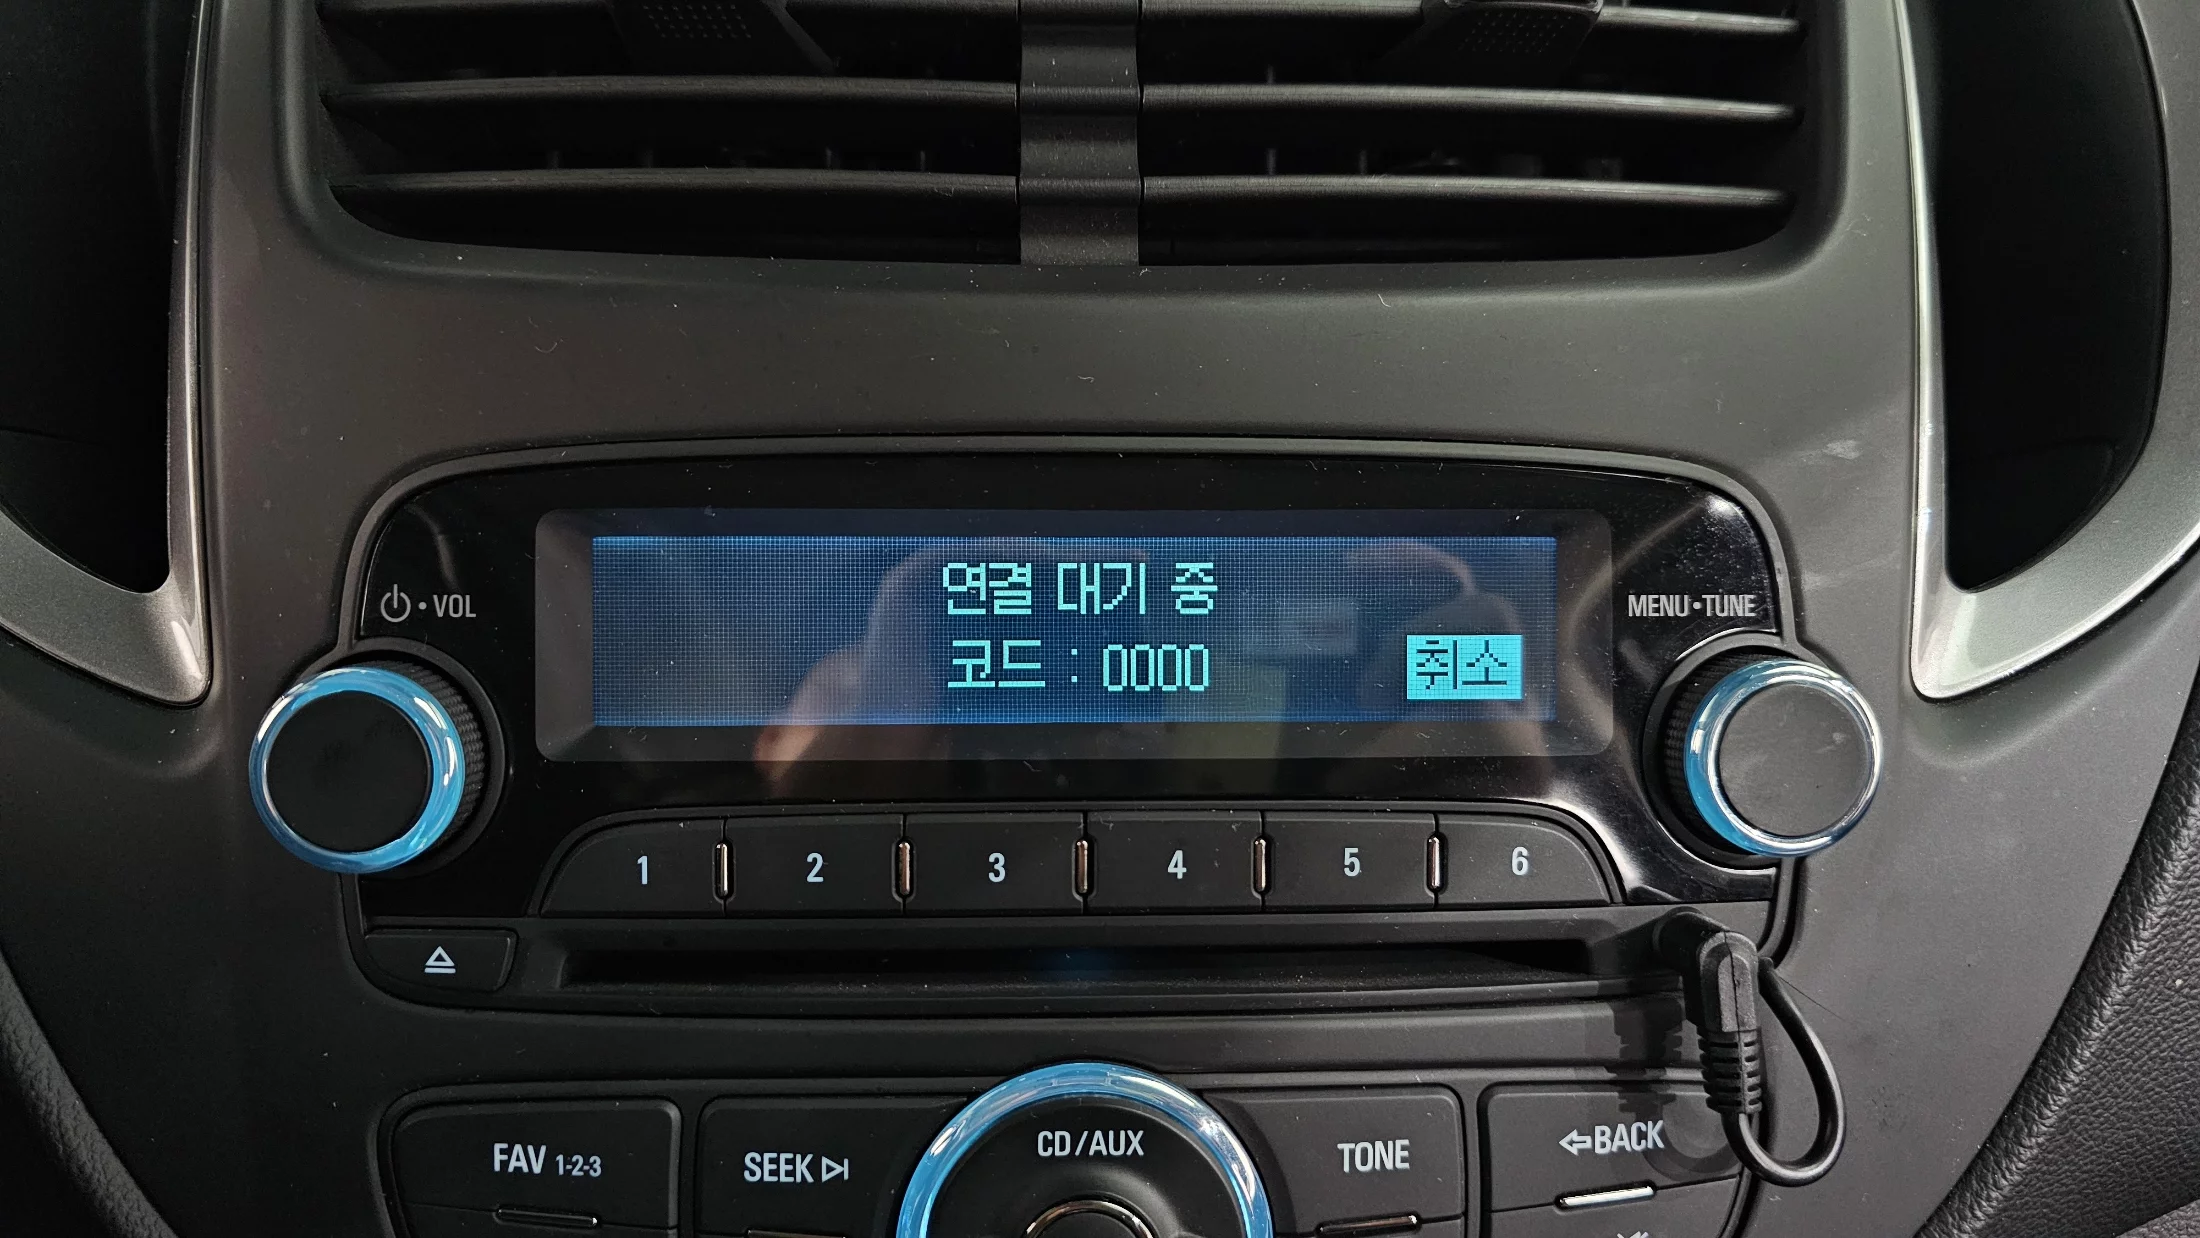 연결 대기 중
코드 : 0000
취소
VOL
MENU•TUNE
1 2 3 4 5 6
FAV 1-2-3
SEEK
CD/AUX
TONE
BACK